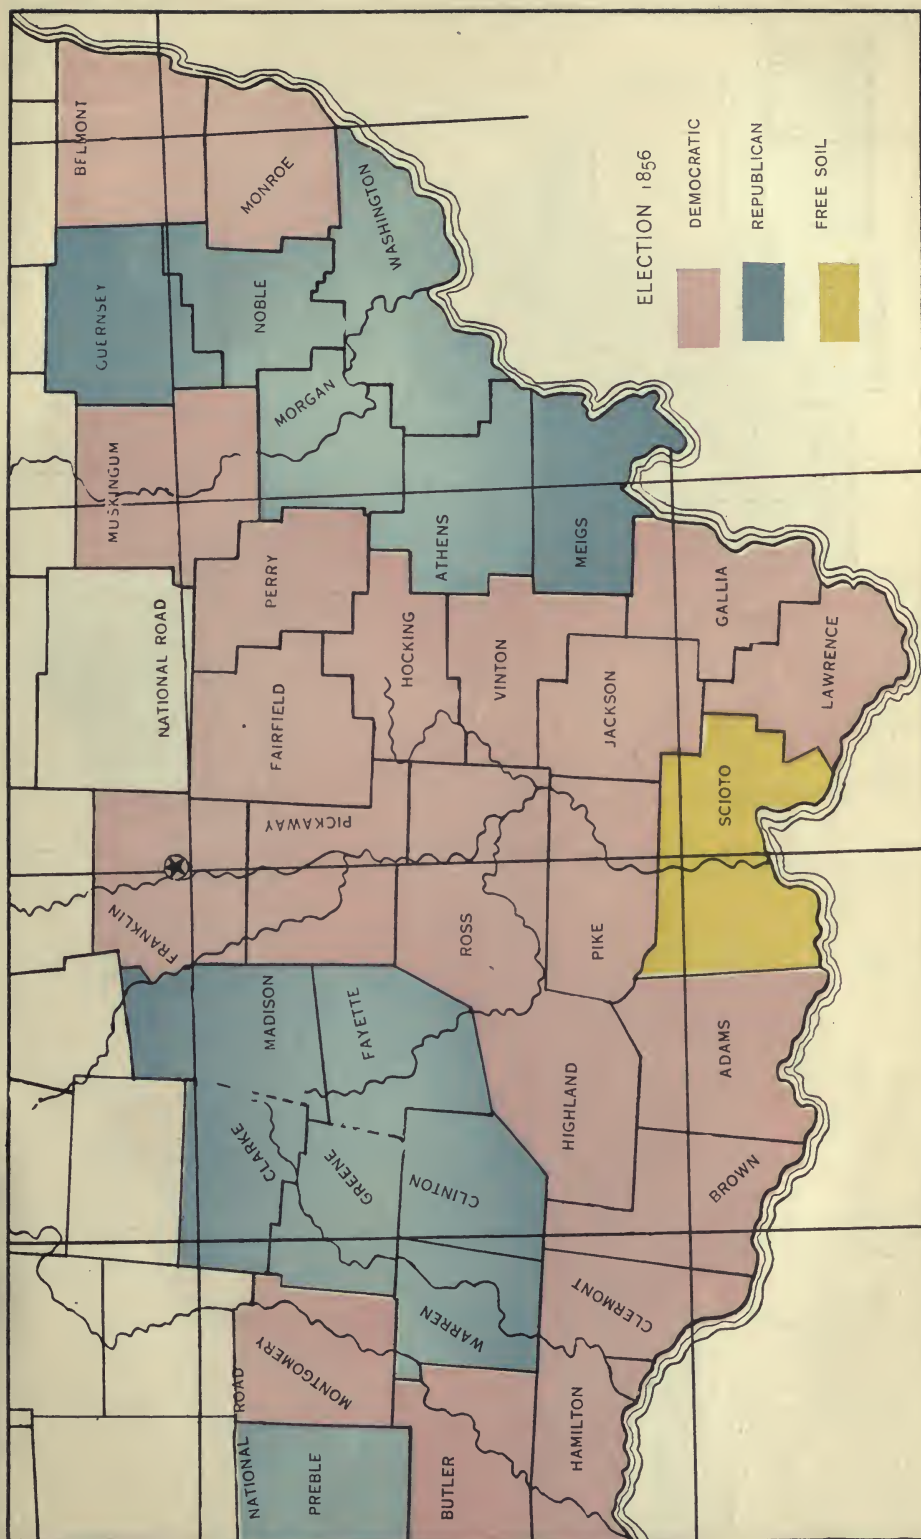 BELMONT
MONROE
WASHINGTON
GUERNSEY
NOBLE
MORGAN
MUSKINGUM
PERRY
ATHENS
MEIGS
NATIONAL ROAD
FAIRFIELD
HOCKING
VINTON
JACKSON
GALLIA
LAWRENCE
FRANKLIN
PICKAWAY
ROSS
PIKE
SCIOTO
MADISON
FAYETTE
HIGHLAND
ADAMS
CLARKE
GREENE
CLINTON
BROWN
WARREN
CLERMONT
MONTGOMERY
HAMILTON
NATIONAL ROAD
PREBLE
BUTLER
ELECTION 1856
DEMOCRATIC
REPUBLICAN
FREE SOIL